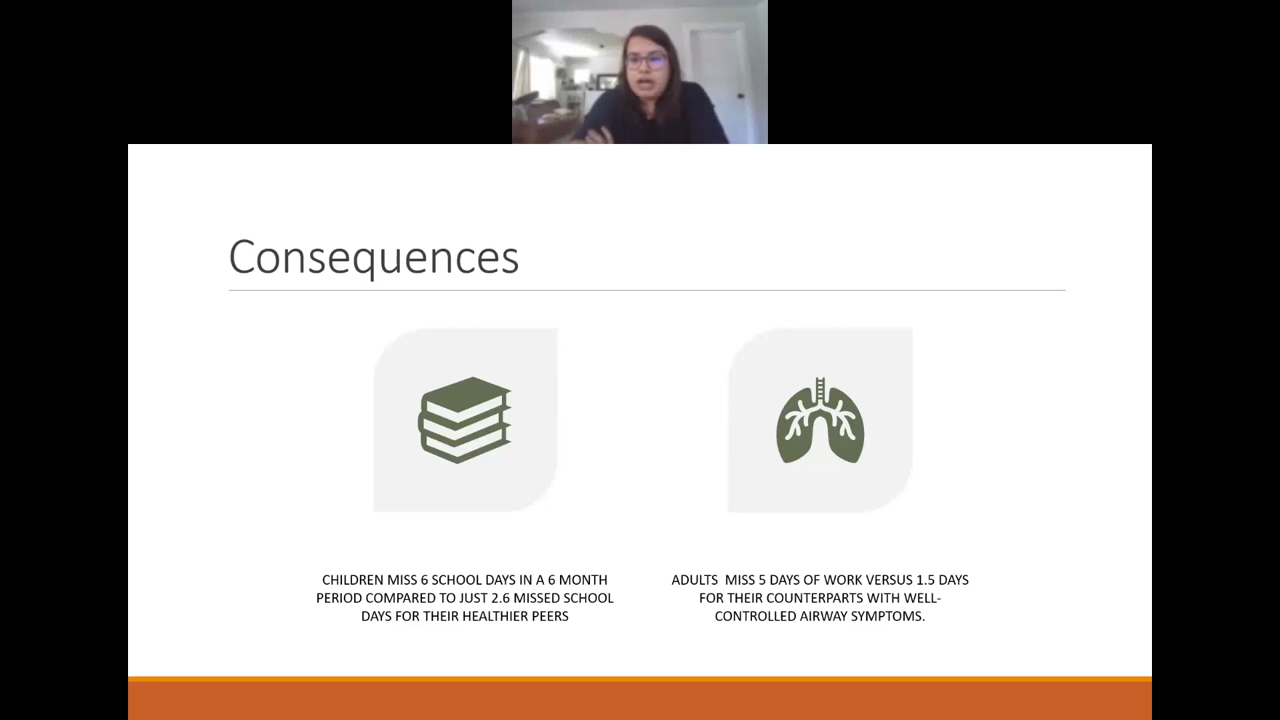 Consequences
CHILDREN MISS 6 SCHOOL DAYS IN A 6 MONTH
PERIOD COMPARED TO JUST 2.6 MISSED SCHOOL
DAYS FOR THEIR HEALTHIER PEERS
ADULTS  MISS 5 DAYS OF WORK VERSUS 1.5 DAYS
FOR THEIR COUNTERPARTS WITH WELL-
CONTROLLED AIRWAY SYMPTOMS.